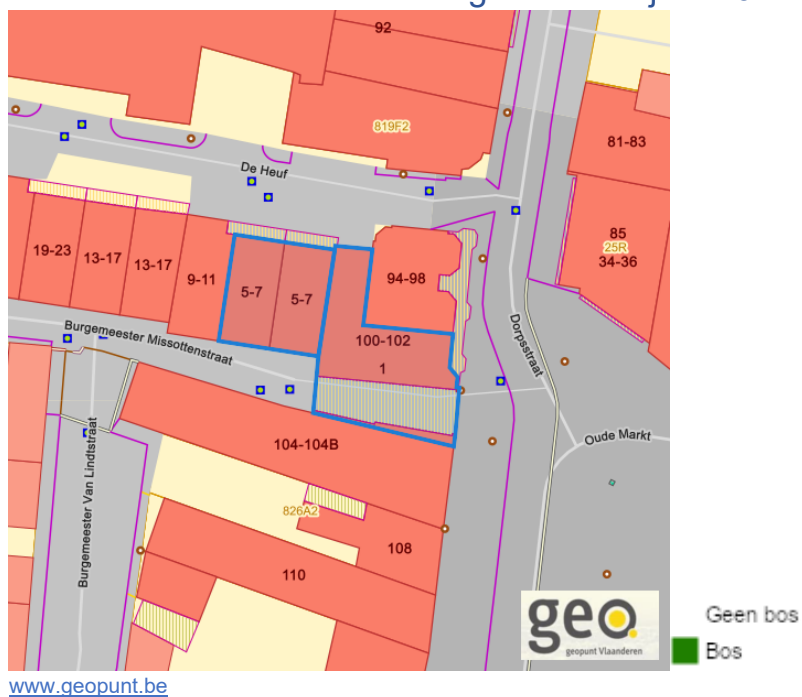 92
819F2
81-83
De Heuf
85
25R
34-36
19-23
13-17
13-17
9-11
5-7
5-7
94-98
100-102
1
Burgemeester Missottenstraat
Dorpsstraat
Oude Markt
Burgemeester Van Lindtstraat
104-104B
826A2
108
110
geo.
geopunt Vlaanderen
Geen bos
Bos
www.geopunt.be